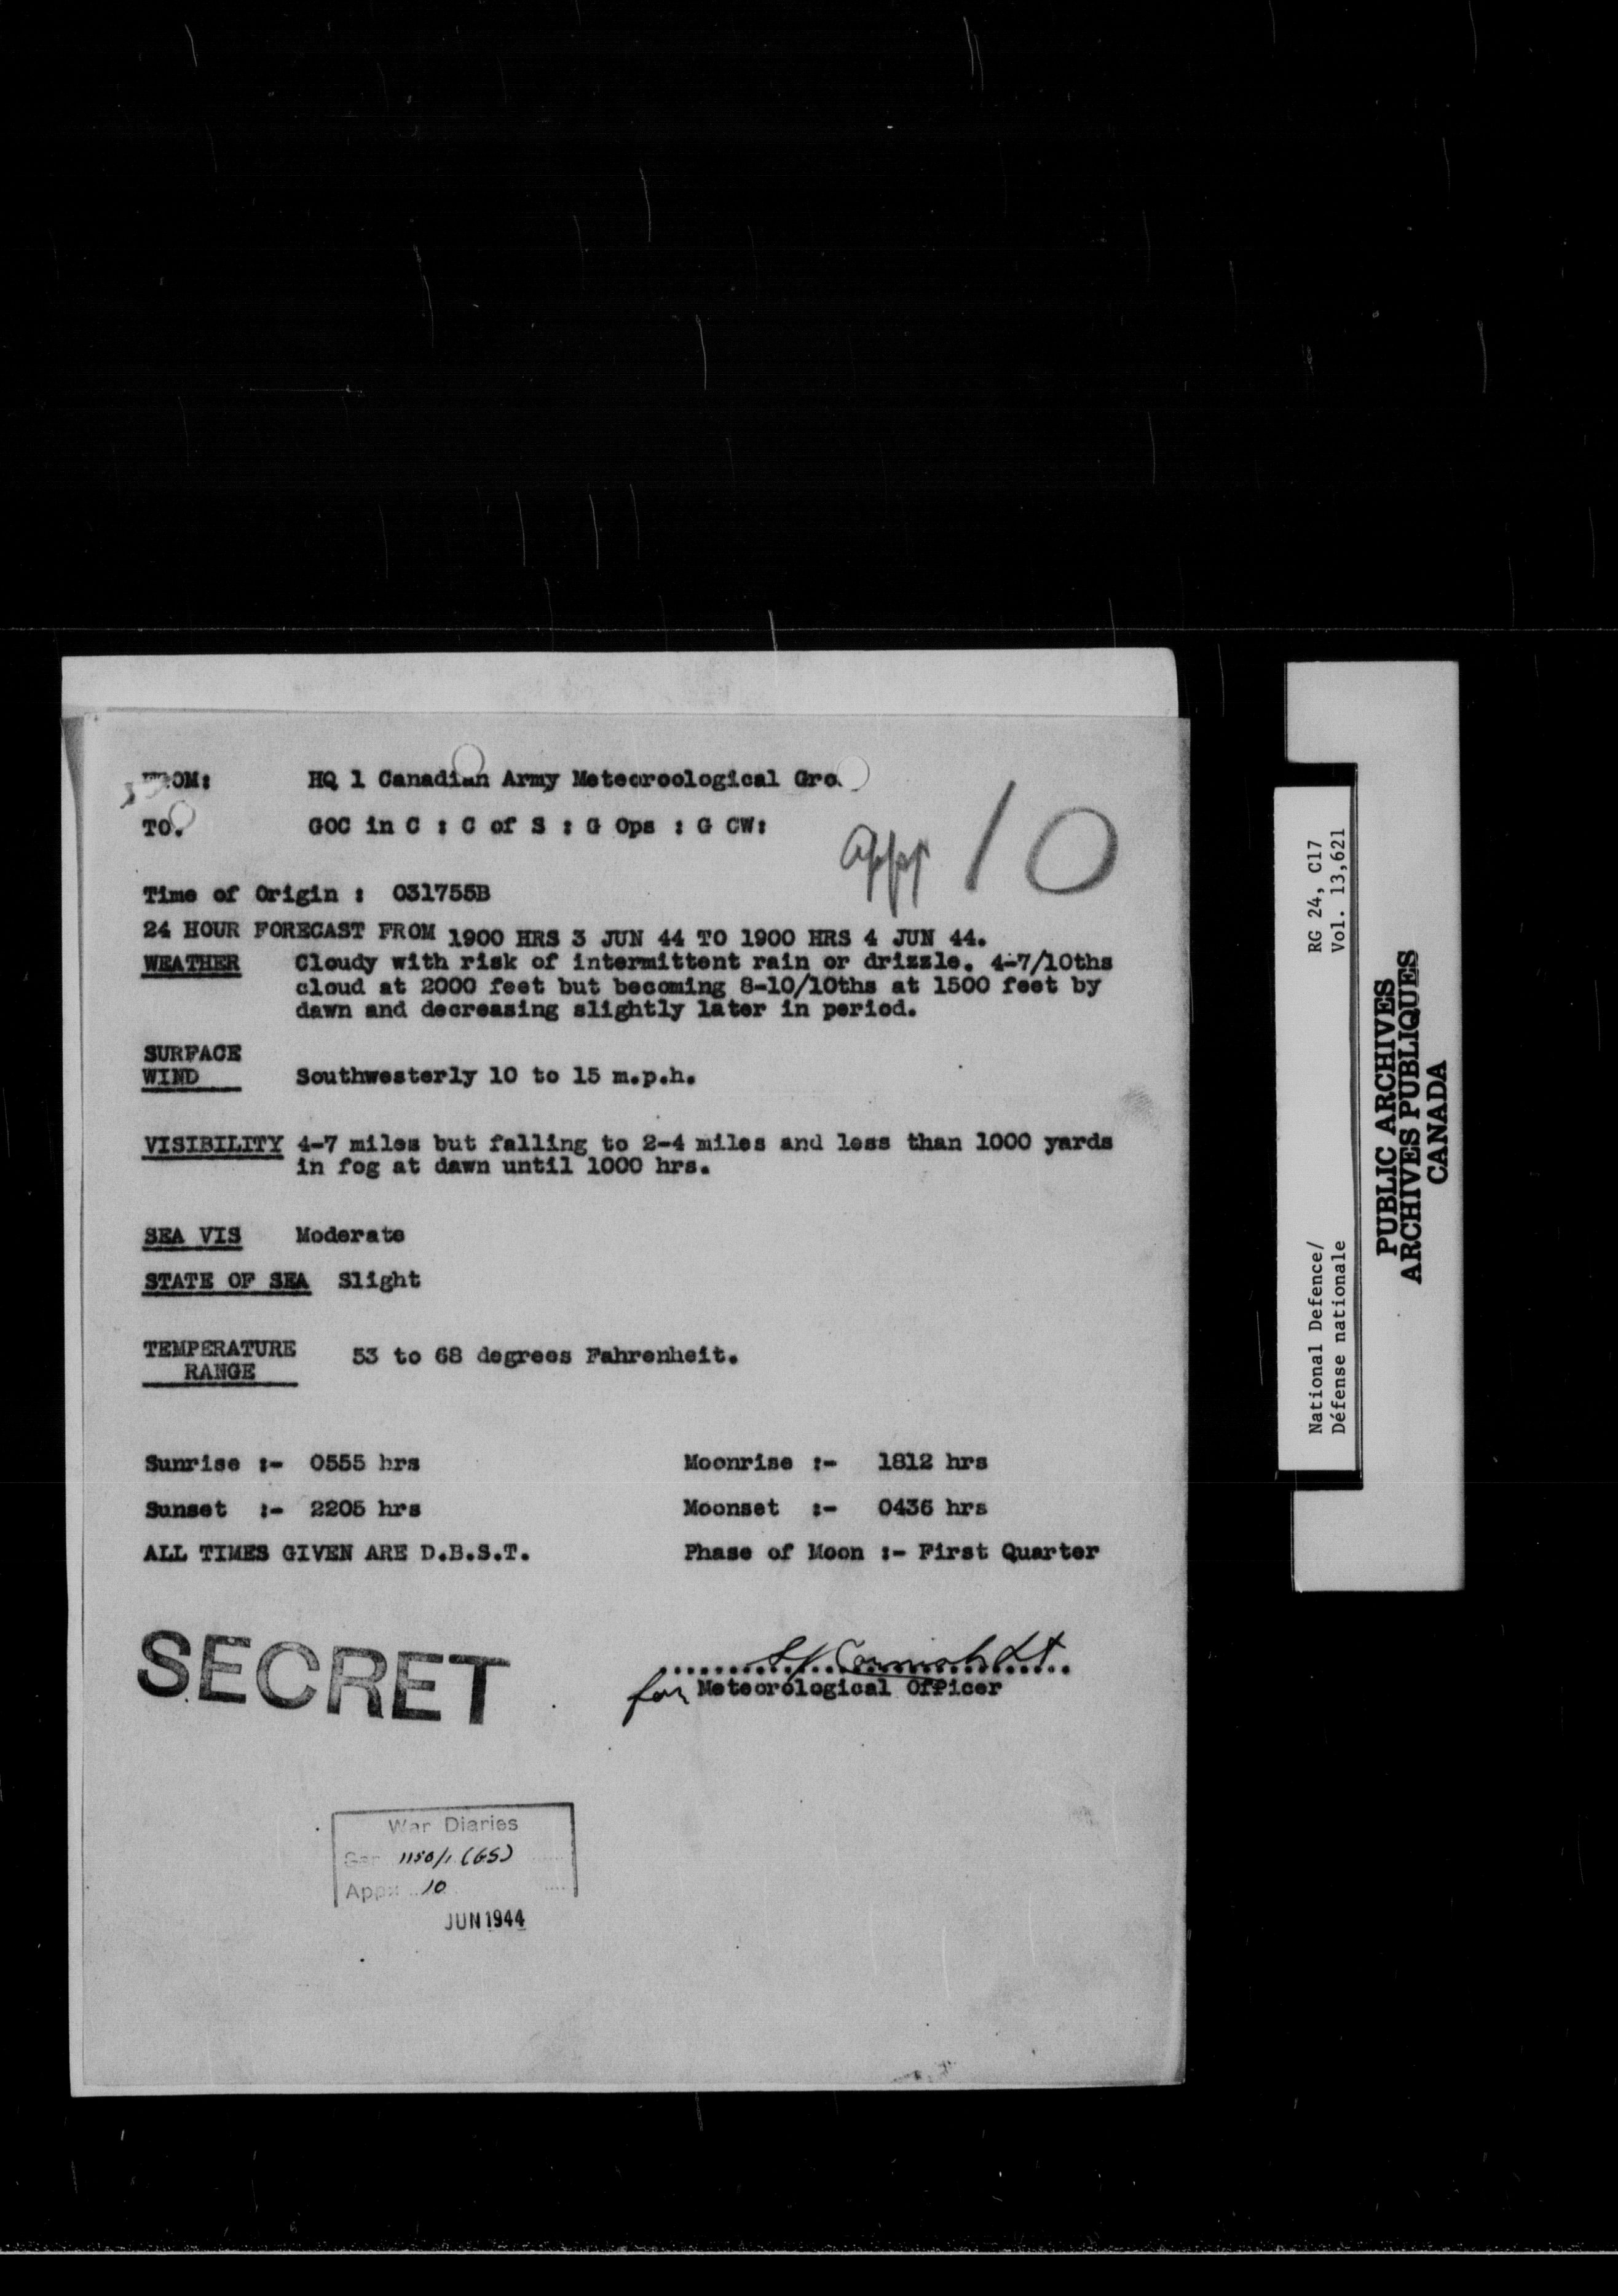 FROM: HQ 1 Canadian Army Meteoroological Gro
TO. GOC in C : C of S : G Ops : G CW:
App 10
Time of Origin : 031755B
24 HOUR FORECAST FROM 1900 HRS 3 JUN 44 TO 1900 HRS 4 JUN 44.
WEATHER Cloudy with risk of intermittent rain or drizzle. 4-7/10ths
cloud at 2000 feet but becoming 8-10/10ths at 1500 feet by
dawn and decreasing slightly later in period.
SURFACE
WIND Southwesterly 10 to 15 m.p.h.
VISIBILITY 4-7 miles but falling to 2-4 miles and less than 1000 yards
in fog at dawn until 1000 hrs.
SEA VIS Moderate
STATE OF SEA Slight
TEMPERATURE
RANGE 53 to 68 degrees Fahrenheit.
Sunrise :- 0555 hrs Moonrise :- 1812 hrs
Sunset :- 2205 hrs Moonset :- 0436 hrs
ALL TIMES GIVEN ARE D.B.S.T. Phase of Moon :- First Quarter
SECRET
Lt
for Meteorological Officer
War Diaries
1150/1 (GS)
Appx 10
JUN 1944
National Defence/ RG 24, C17
Défense nationale Vol. 13,621
PUBLIC ARCHIVES
ARCHIVES PUBLIQUES
CANADA